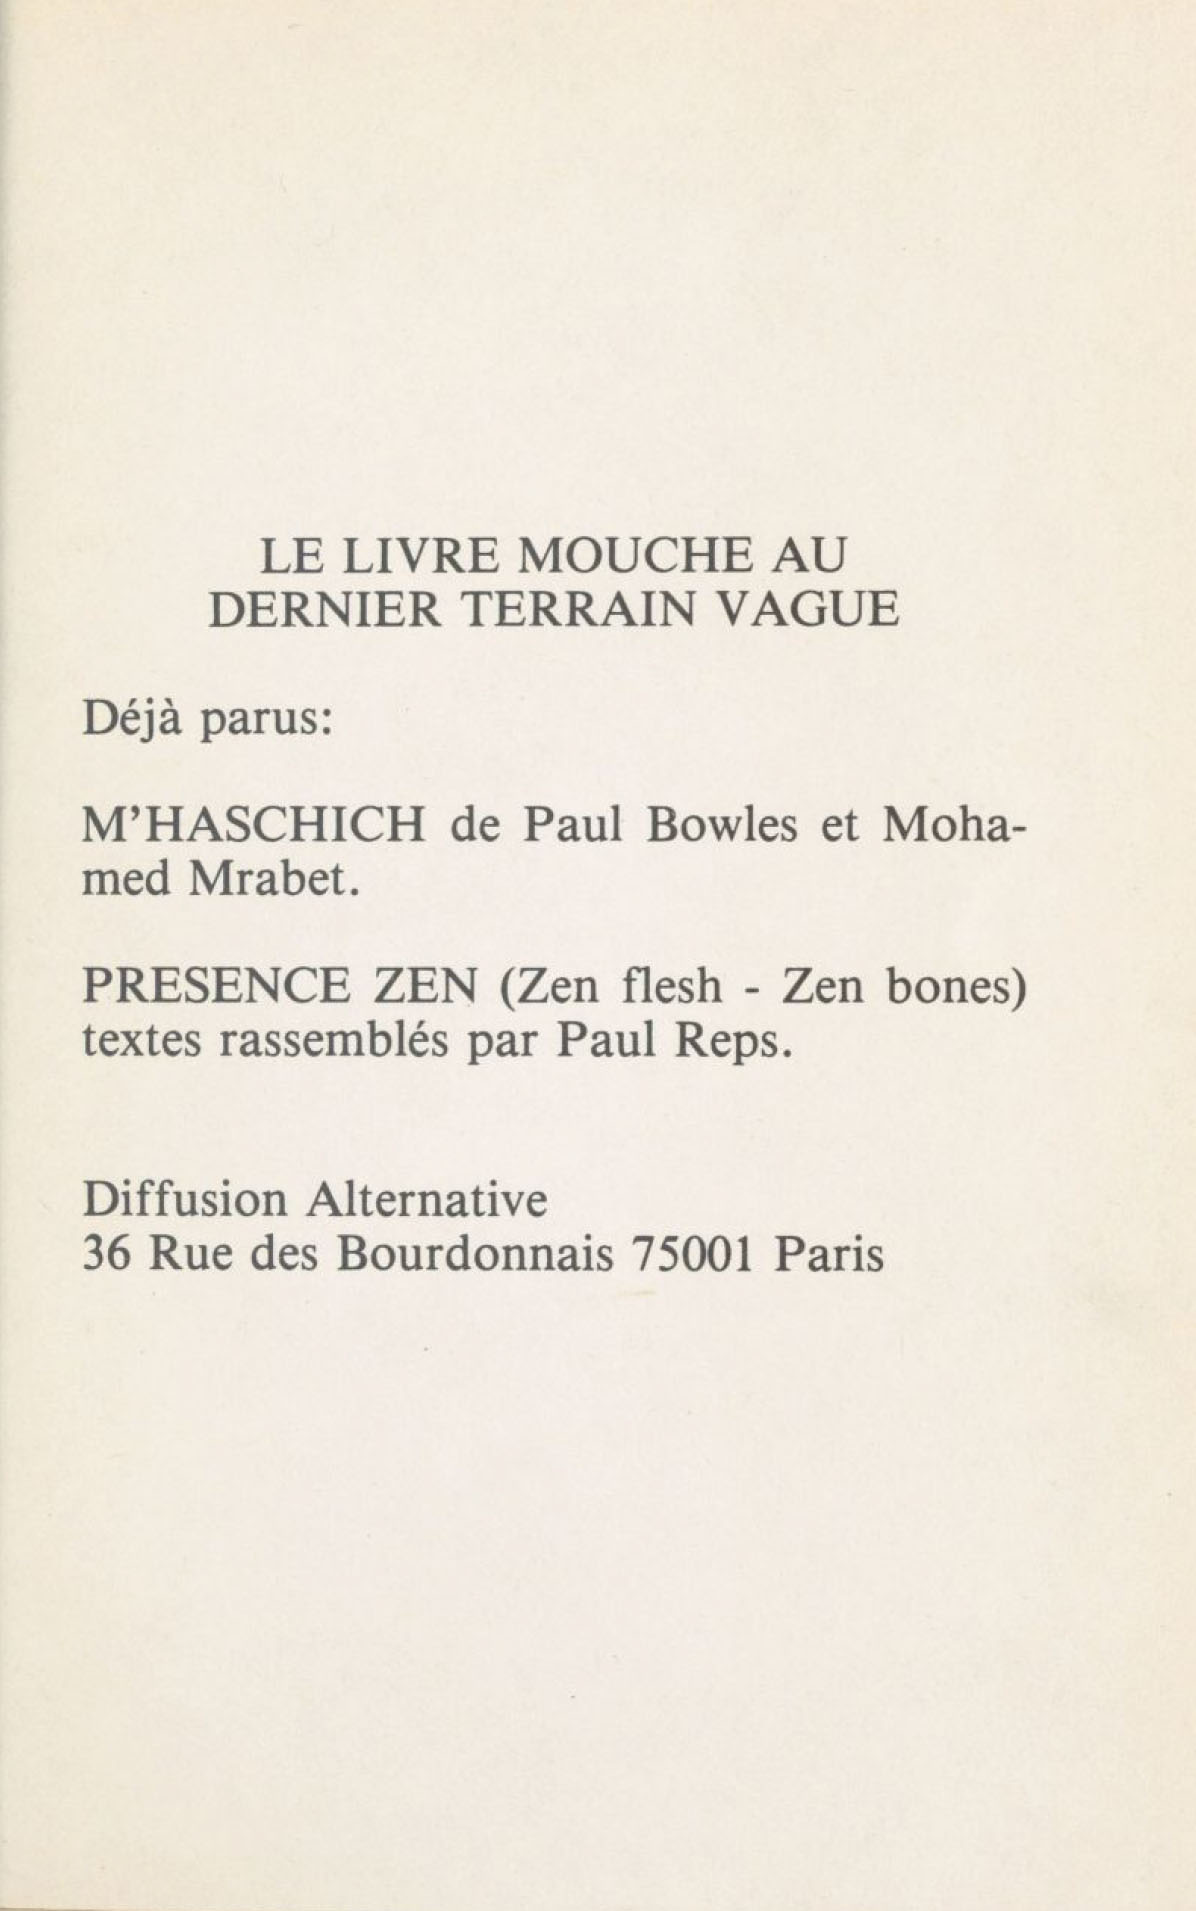 LE LIVRE MOUCHE AU
DERNIER TERRAIN VAGUE
Déjà parus:
M'HASCHICH de Paul Bowles et Moha-
med Mrabet.
PRESENCE ZEN (Zen flesh - Zen bones)
textes rassemblés par Paul Reps.
Diffusion Alternative
36 Rue des Bourdonnais 75001 Paris